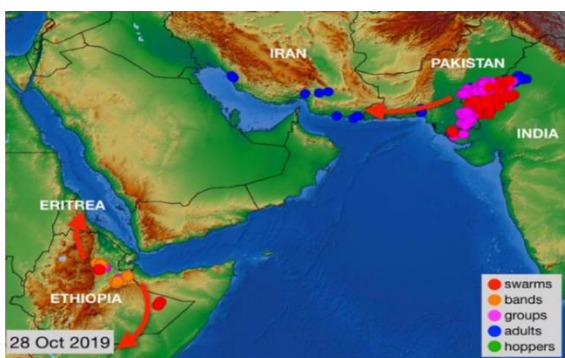 IRAN
PAKISTAN
INDIA
ERITREA
ETHIOPIA
28 Oct 2019
swarms
bands
groups
adults
hoppers